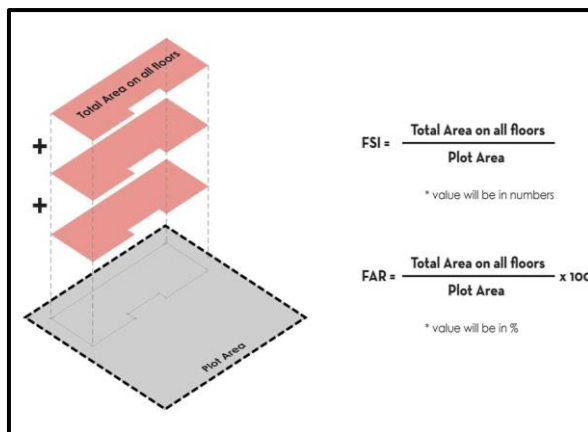 Total Area on all floors
+
+
Plot Area
FSI = Total Area on all floors
Plot Area
* value will be in numbers
FAR = Total Area on all floors x 100
Plot Area
* value will be in %